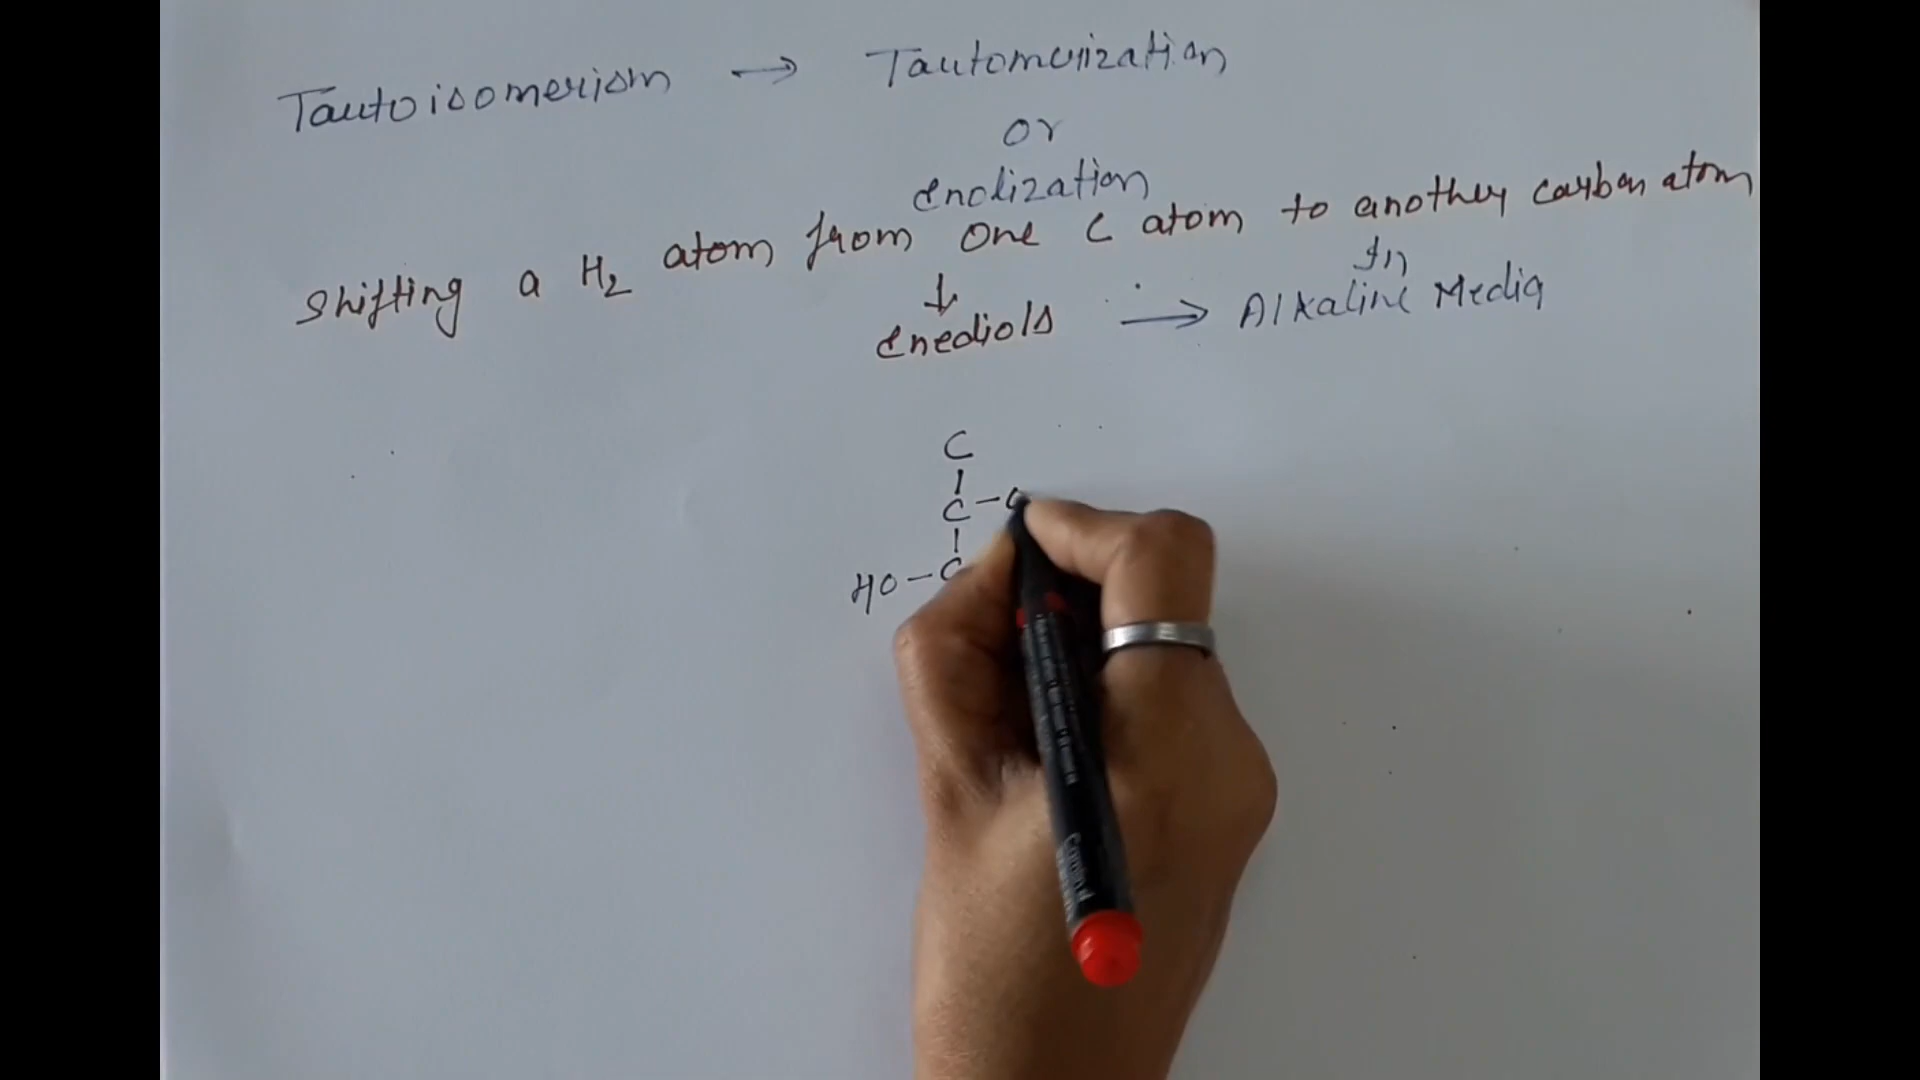 Tautoisomerism → Tautomerization
or
enolization
Shifting a H2 atom from one C atom to another carbon atom
↓ In
enediols → Alkaline Media
C
|
C - O
|
HO - C